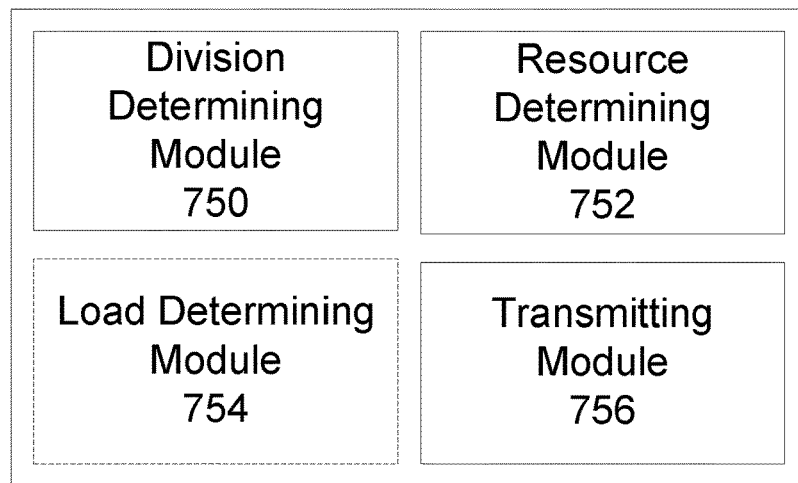 Division
Determining
Module
750
Resource
Determining
Module
752
Load Determining
Module
754
Transmitting
Module
756